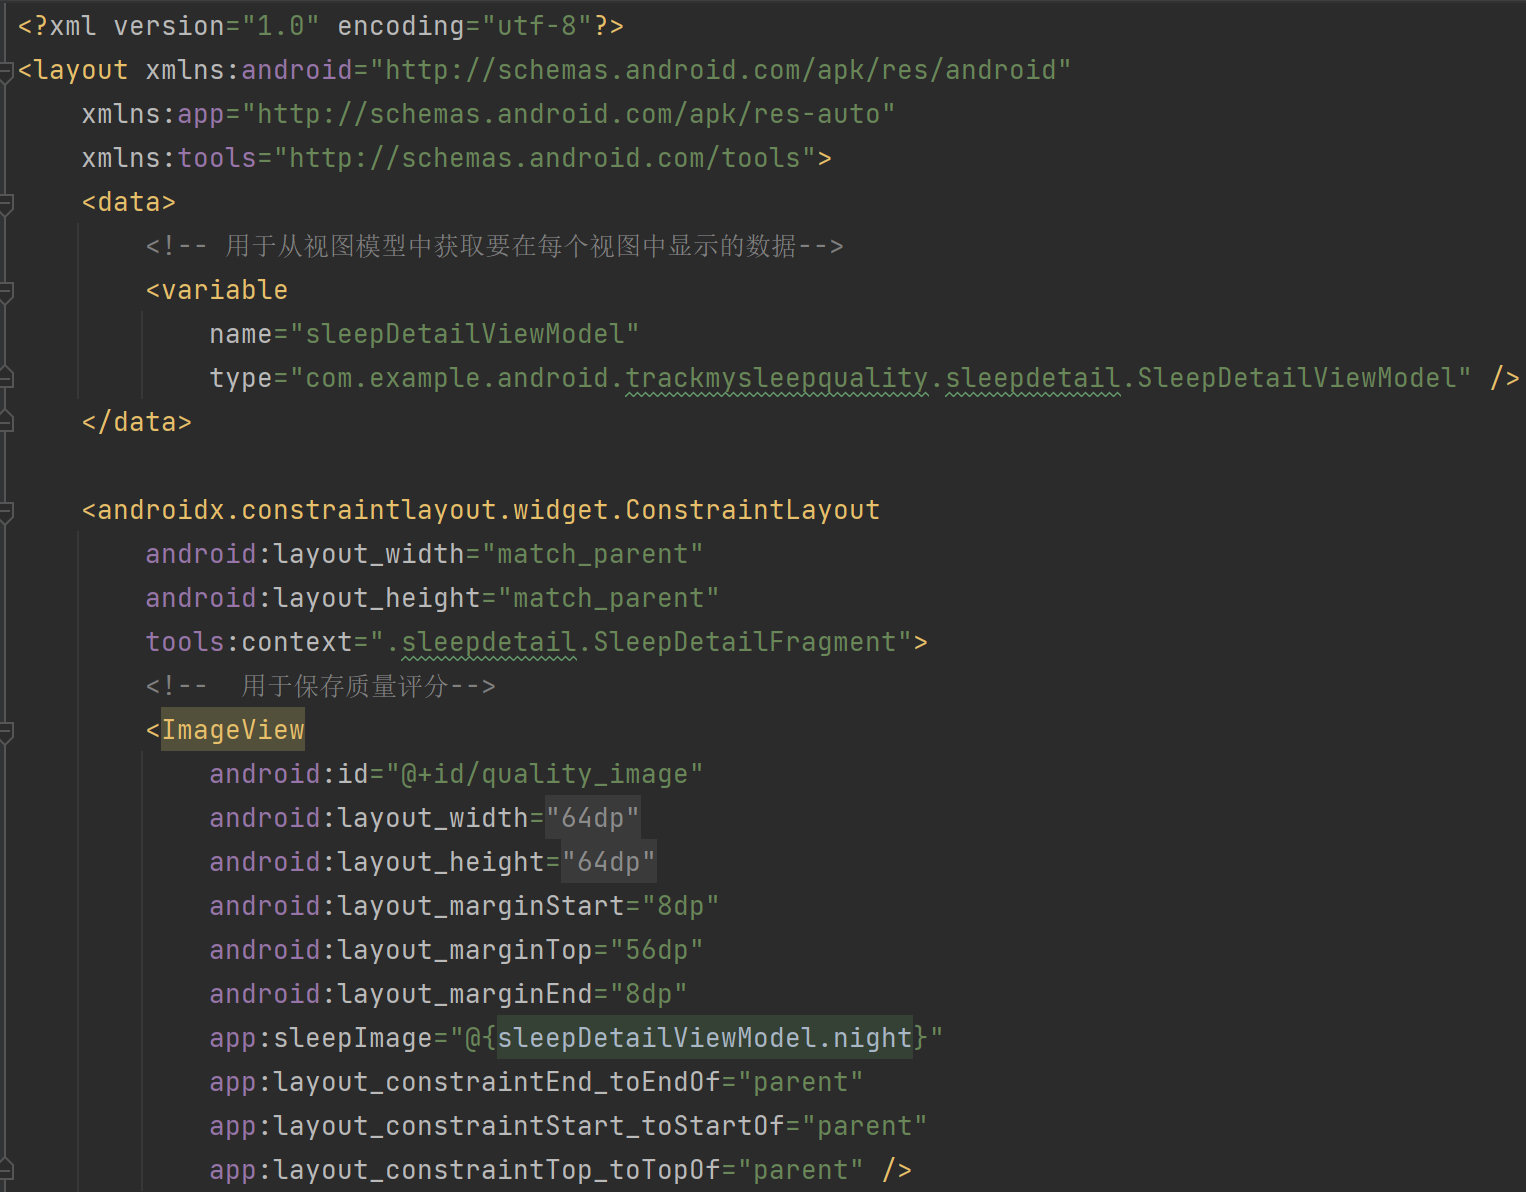 <?xml version="1.0" encoding="utf-8"?>
<layout xmlns:android="http://schemas.android.com/apk/res/android"
xmlns:app="http://schemas.android.com/apk/res-auto"
xmlns:tools="http://schemas.android.com/tools">
<data>
<!-- 用于从视图模型中获取要在每个视图中显示的数据-->
<variable
name="sleepDetailViewModel"
type="com.example.android.trackmysleepquality.sleepdetail.SleepDetailViewModel" />
</data>
<androidx.constraintlayout.widget.ConstraintLayout
android:layout_width="match_parent"
android:layout_height="match_parent"
tools:context=".sleepdetail.SleepDetailFragment">
<!--  用于保存质量评分-->
<ImageView
android:id="@+id/quality_image"
android:layout_width="64dp"
android:layout_height="64dp"
android:layout_marginStart="8dp"
android:layout_marginTop="56dp"
android:layout_marginEnd="8dp"
app:sleepImage="@{sleepDetailViewModel.night}"
app:layout_constraintEnd_toEndOf="parent"
app:layout_constraintStart_toStartOf="parent"
app:layout_constraintTop_toTopOf="parent" />